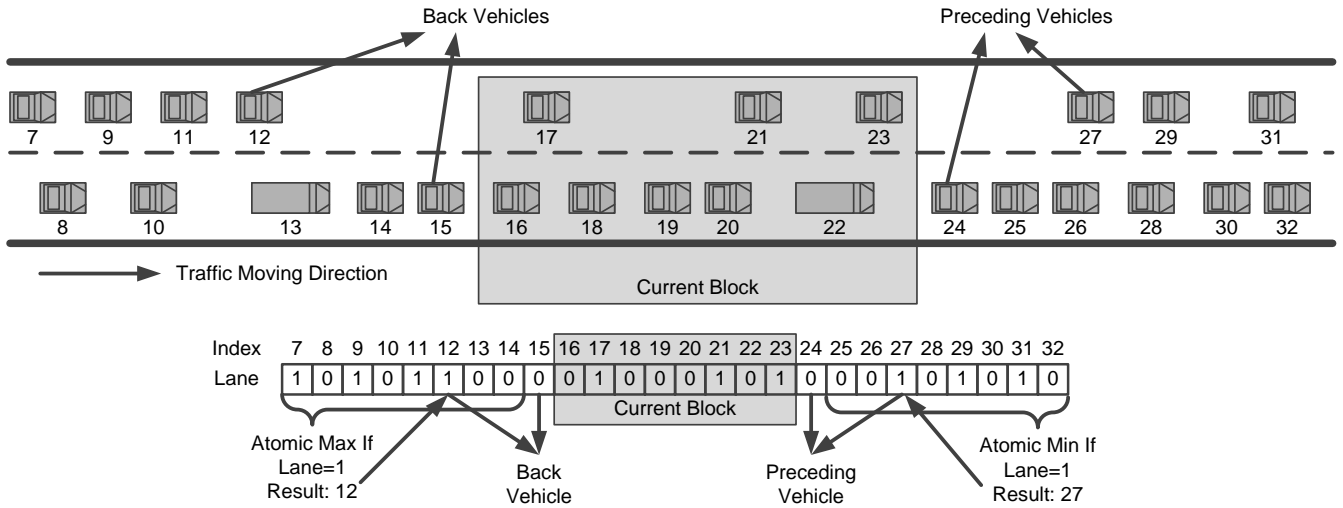 Back Vehicles
Preceding Vehicles
7 9 11 12 17 21 23 27 29 31
8 10 13 14 15 16 18 19 20 22 24 25 26 28 30 32
Traffic Moving Direction
Current Block
Index 7 8 9 10 11 12 13 14 15 16 17 18 19 20 21 22 23 24 25 26 27 28 29 30 31 32
Lane 1 0 1 0 1 1 0 0 0 0 1 0 0 0 1 0 1 0 0 0 1 0 1 0 1 0
Current Block
Atomic Max If
Lane=1
Result: 12
Back
Vehicle
Preceding
Vehicle
Atomic Min If
Lane=1
Result: 27